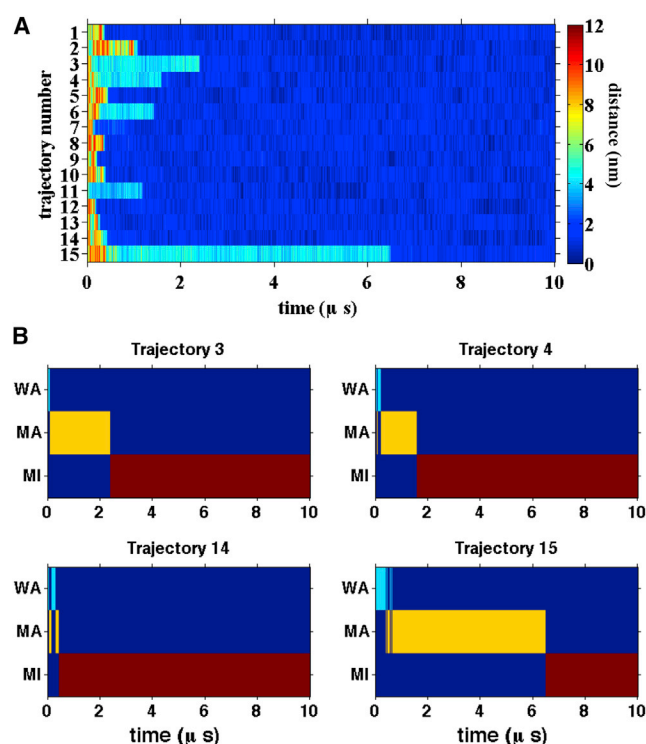 A
trajectory number
1
2
3
4
5
6
7
8
9
10
11
12
13
14
15
0 2 4 6 8 10
time (μ s)
12
10
8
6
4
2
0
distance (nm)
B
Trajectory 3
WA
MA
MI
0 2 4 6 8 10
Trajectory 4
WA
MA
MI
0 2 4 6 8 10
Trajectory 14
WA
MA
MI
0 2 4 6 8 10
time (μ s)
Trajectory 15
WA
MA
MI
0 2 4 6 8 10
time (μ s)